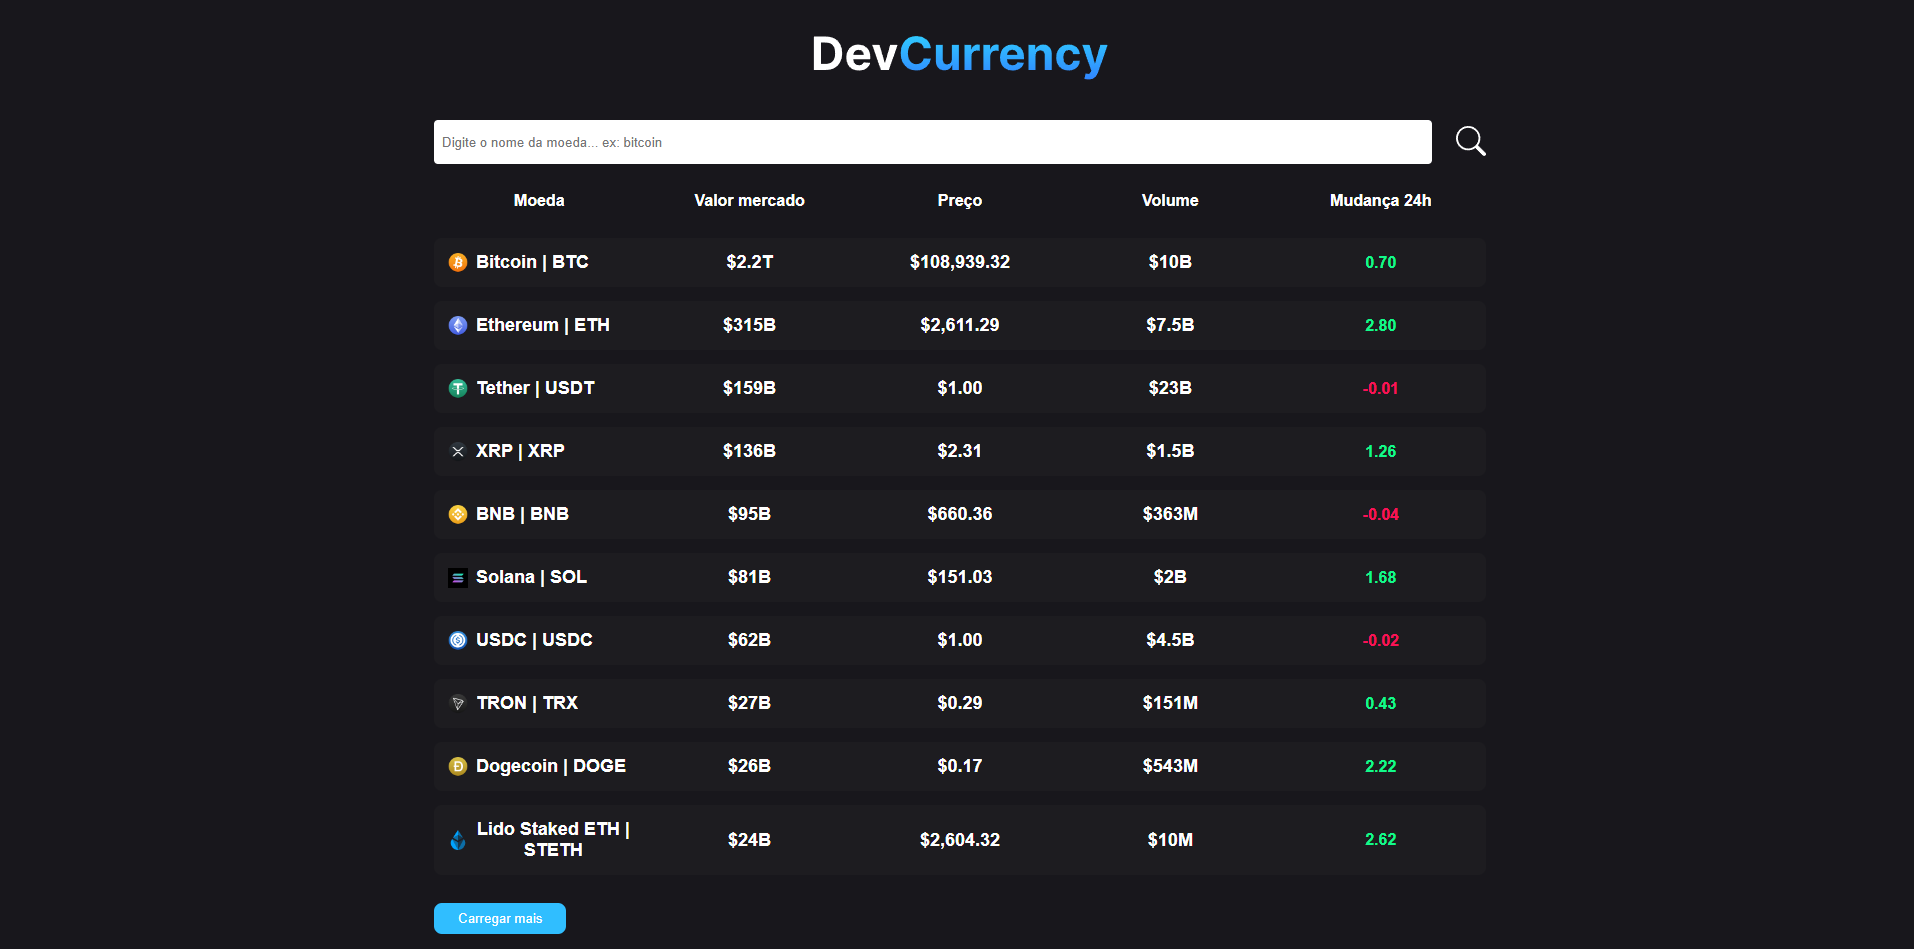 DevCurrency
Digite o nome da moeda... ex: bitcoin
Moeda Valor mercado Preço Volume Mudança 24h
Bitcoin | BTC $2.2T $108,939.32 $10B 0.70
Ethereum | ETH $315B $2,611.29 $7.5B 2.80
Tether | USDT $159B $1.00 $23B -0.01
XRP | XRP $136B $2.31 $1.5B 1.26
BNB | BNB $95B $660.36 $363M -0.04
Solana | SOL $81B $151.03 $2B 1.68
USDC | USDC $62B $1.00 $4.5B -0.02
TRON | TRX $27B $0.29 $151M 0.43
Dogecoin | DOGE $26B $0.17 $543M 2.22
Lido Staked ETH |
STETH $24B $2,604.32 $10M 2.62
Carregar mais